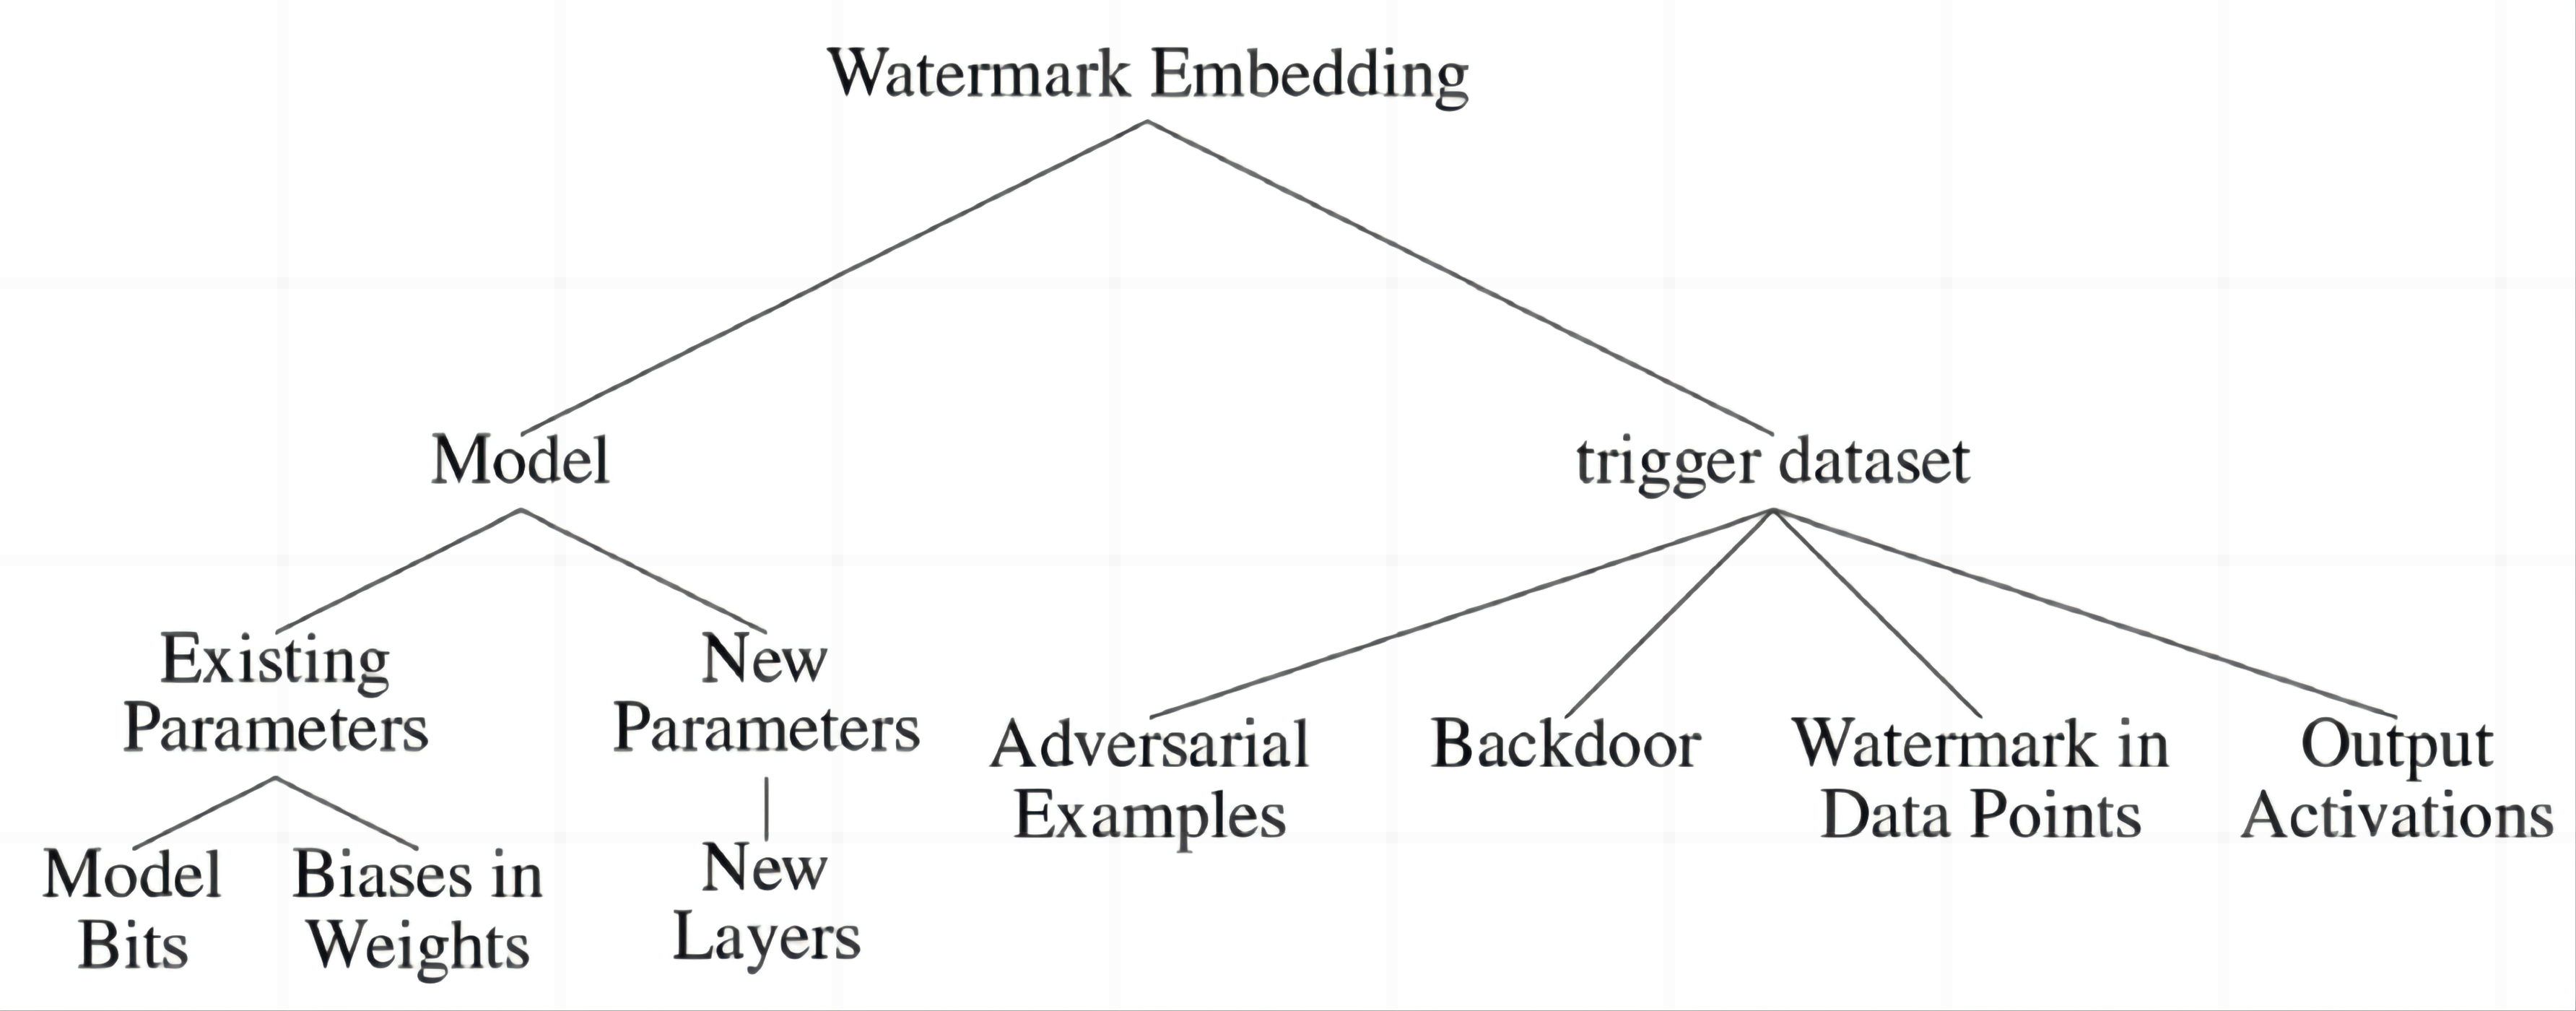 Watermark Embedding
Model
trigger dataset
Existing
Parameters
New
Parameters
Adversarial
Examples
Backdoor
Watermark in
Data Points
Output
Activations
Model
Bits
Biases in
Weights
New
Layers